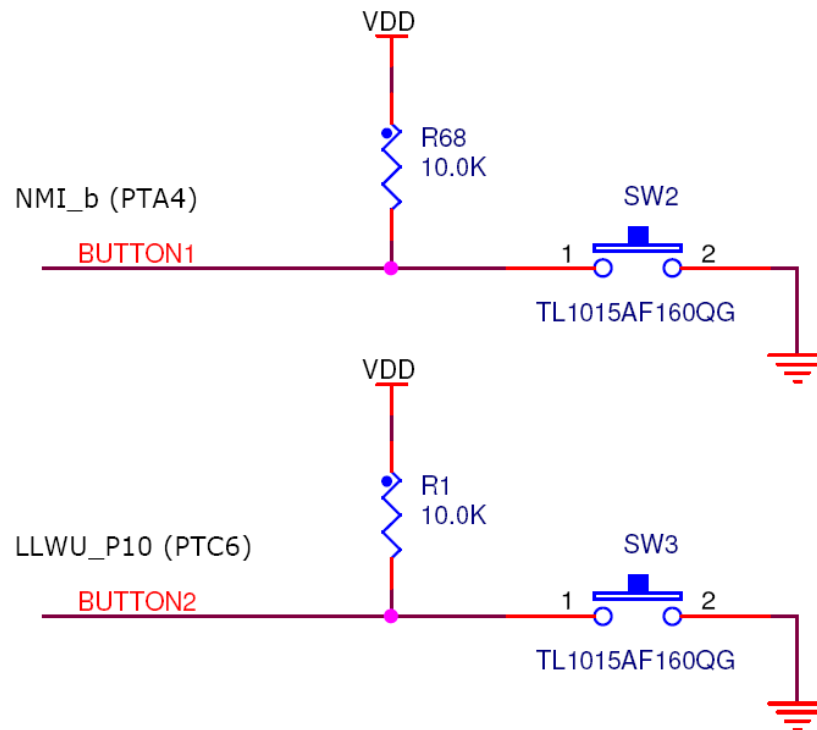 VDD
R68
10.0K
NMI_b (PTA4)
SW2
BUTTON1
1 2
TL1015AF160QG
VDD
R1
10.0K
LLWU_P10 (PTC6)
SW3
BUTTON2
1 2
TL1015AF160QG